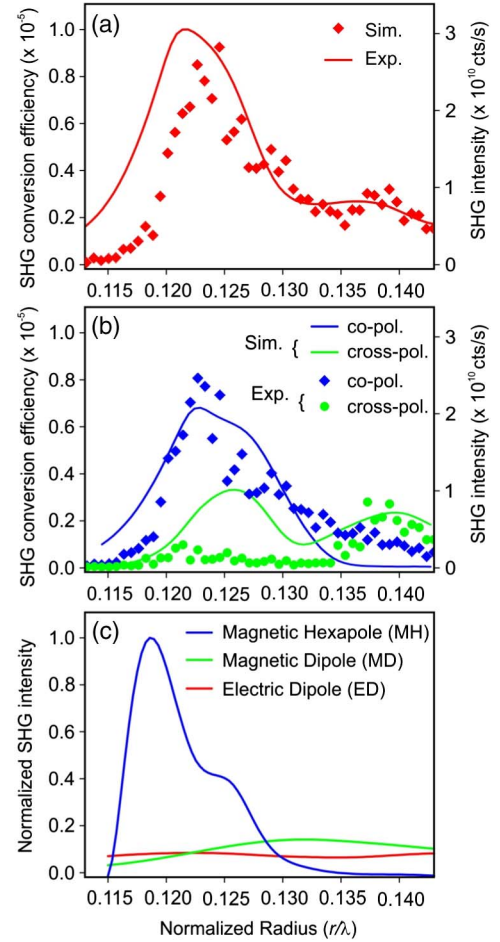 (a)
Sim.
Exp.
SHG conversion efficiency (x 10-5)
1.0
0.8
0.6
0.4
0.2
0.0
SHG intensity (x 1010 cts/s)
3
2
1
0
0.115 0.120 0.125 0.130 0.135 0.140
(b)
Sim. { co-pol.
cross-pol.
Exp. { co-pol.
cross-pol.
SHG conversion efficiency (x 10-5)
1.0
0.8
0.6
0.4
0.2
0.0
SHG intensity (x 1010 cts/s)
3
2
1
0
0.115 0.120 0.125 0.130 0.135 0.140
(c)
Magnetic Hexapole (MH)
Magnetic Dipole (MD)
Electric Dipole (ED)
Normalized SHG intensity
1.0
0.8
0.6
0.4
0.2
0.0
0.115 0.120 0.125 0.130 0.135 0.140
Normalized Radius (r/λ)